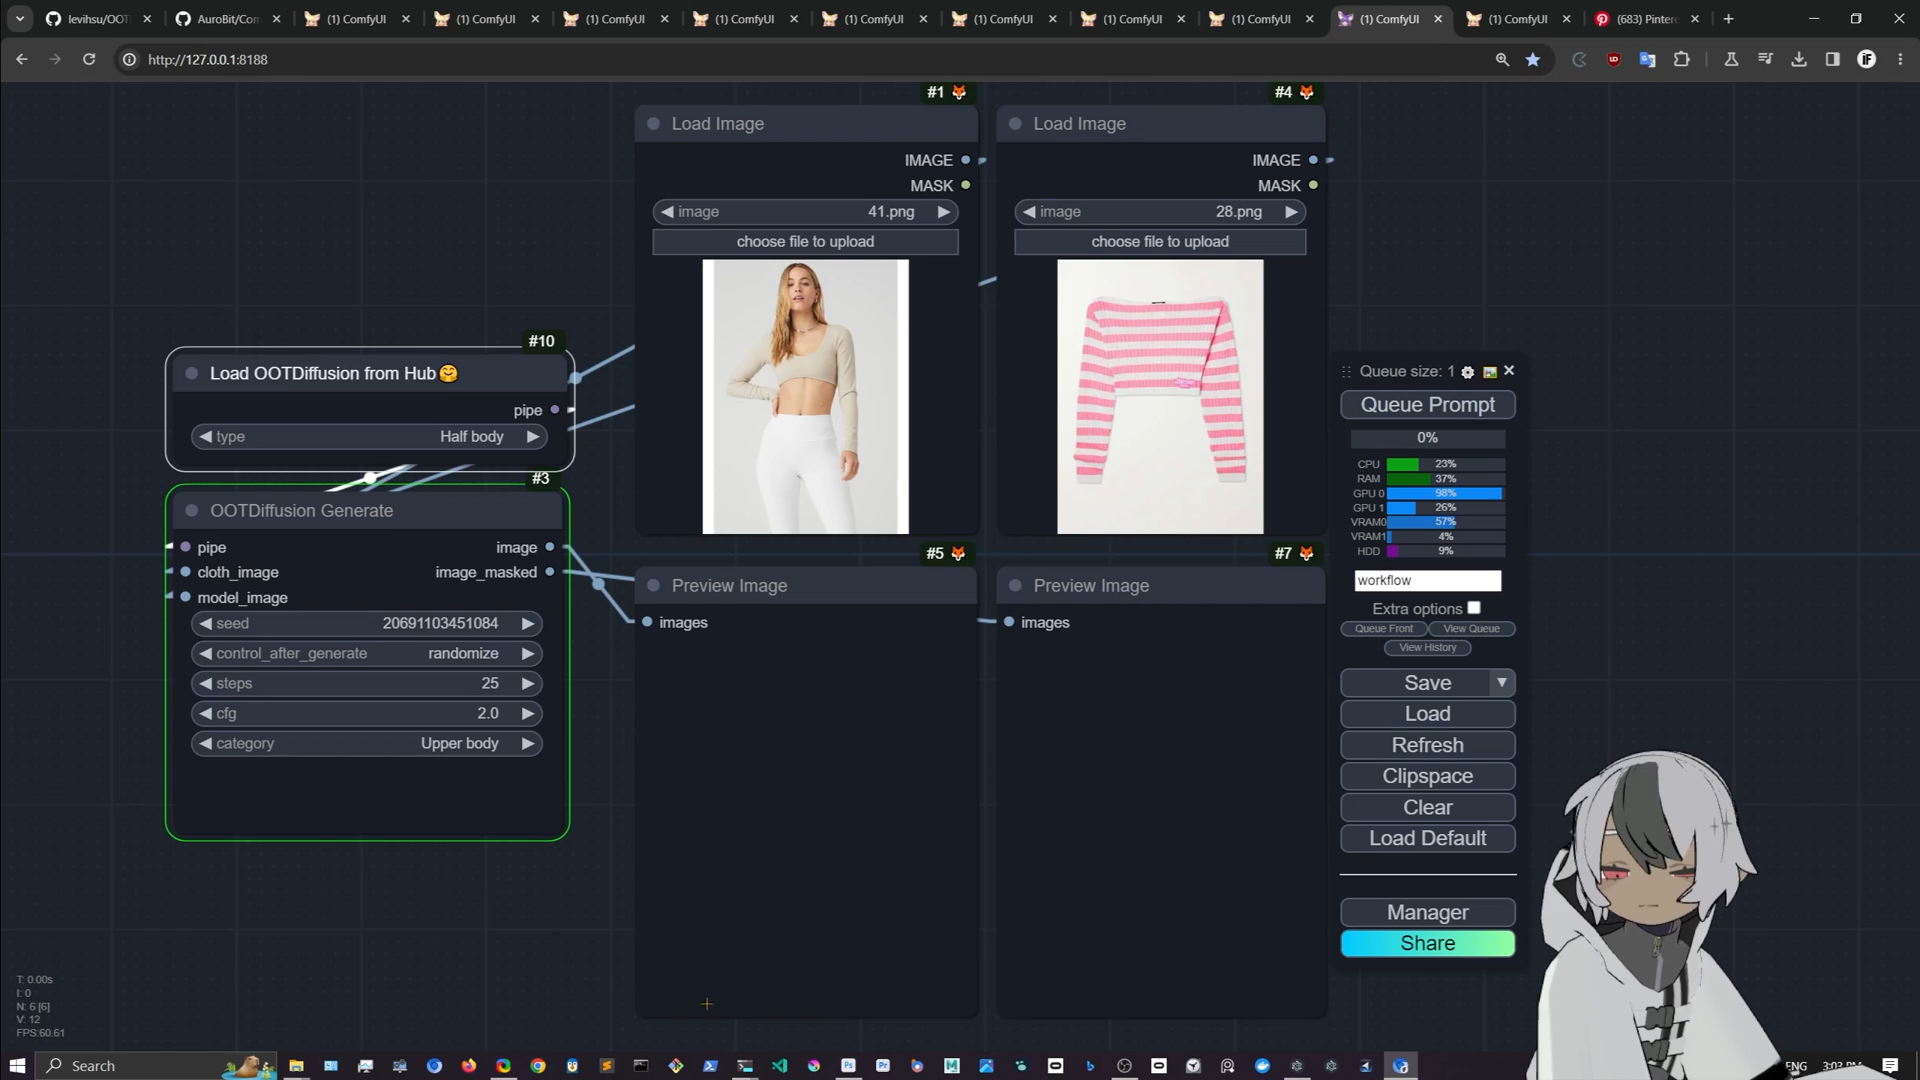 levihsu/OOT
AuroBit/Com
(1) ComfyUI
(1) ComfyUI
(1) ComfyUI
(1) ComfyUI
(1) ComfyUI
(1) ComfyUI
(1) ComfyUI
(1) ComfyUI
(1) ComfyUI
(1) ComfyUI
(683) Pintere
http://127.0.0.1:8188
#1
Load Image
IMAGE
MASK
image 41.png
choose file to upload
#4
Load Image
IMAGE
MASK
image 28.png
choose file to upload
#10
Load OOTDiffusion from Hub🤗
pipe
type Half body
#3
OOTDiffusion Generate
pipe image
cloth_image image_masked
model_image
seed 20691103451084
control_after_generate randomize
steps 25
cfg 2.0
category Upper body
#5
Preview Image
images
#7
Preview Image
images
Queue size: 1
Queue Prompt
0%
CPU 23%
RAM 37%
GPU 0 98%
GPU 1 26%
VRAM0 57%
VRAM1 4%
HDD 9%
workflow
Extra options
Queue Front View Queue
View History
Save
Load
Refresh
Clipspace
Clear
Load Default
Manager
Share
T: 0.00s
I: 0
N: 6 [6]
V: 12
FPS:60.61
Search
ENG 3:03 PM